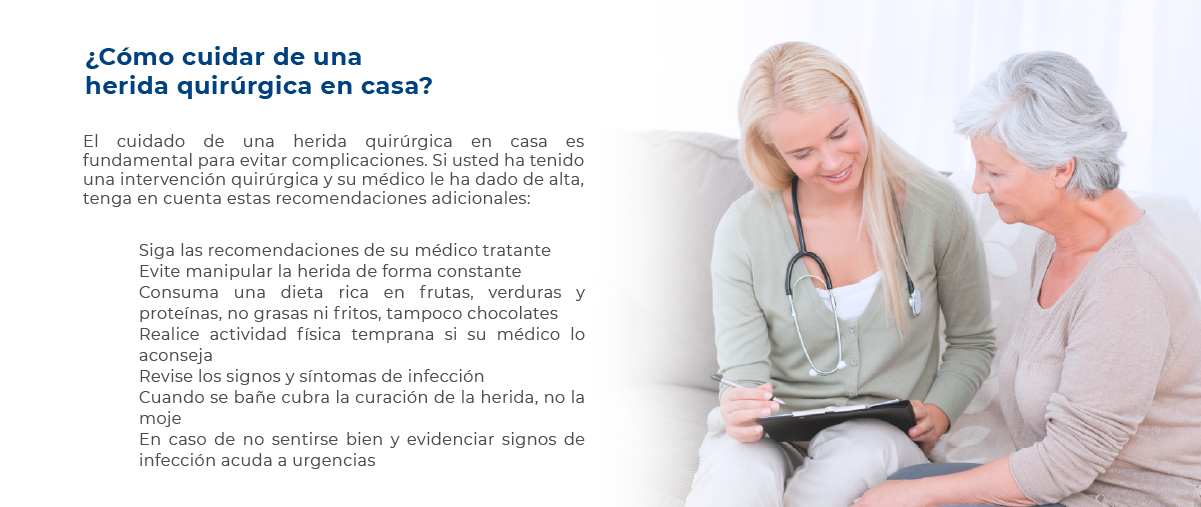 ¿Cómo cuidar de una
herida quirúrgica en casa?
El cuidado de una herida quirúrgica en casa es
fundamental para evitar complicaciones. Si usted ha tenido
una intervención quirúrgica y su médico le ha dado de alta,
tenga en cuenta estas recomendaciones adicionales:
Siga las recomendaciones de su médico tratante
Evite manipular la herida de forma constante
Consuma una dieta rica en frutas, verduras y
proteínas, no grasas ni fritos, tampoco chocolates
Realice actividad física temprana si su médico lo
aconseja
Revise los signos y síntomas de infección
Cuando se bañe cubra la curación de la herida, no la
moje
En caso de no sentirse bien y evidenciar signos de
infección acuda a urgencias